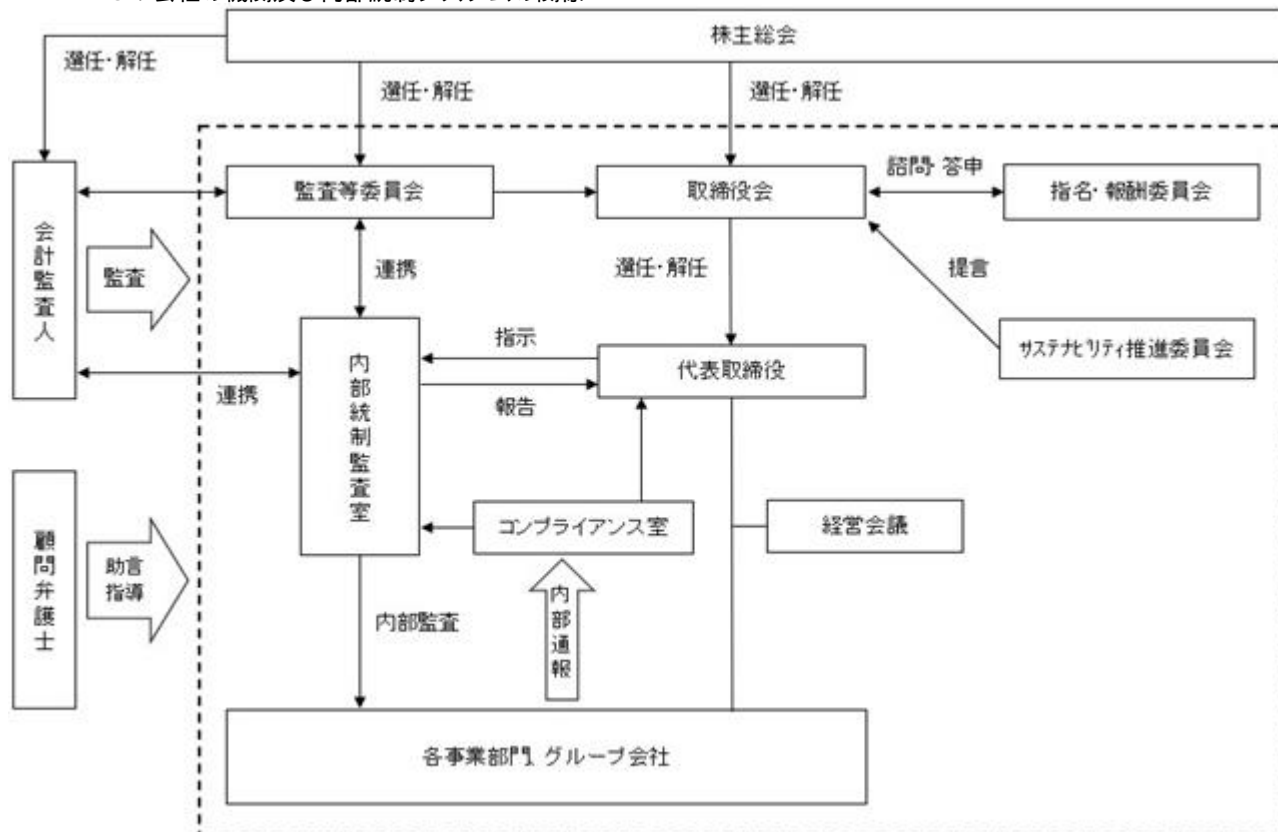 株主総会
選任・解任
選任・解任
選任・解任
諮問・答申
監査等委員会
取締役会
指名・報酬委員会
会計監査人
監査
連携
選任・解任
提言
指示
サステナビリティ推進委員会
内部統制監査室
代表取締役
連携
報告
コンプライアンス室
経営会議
顧問弁護士
助言
指導
内部通報
内部監査
各事業部門、グループ会社